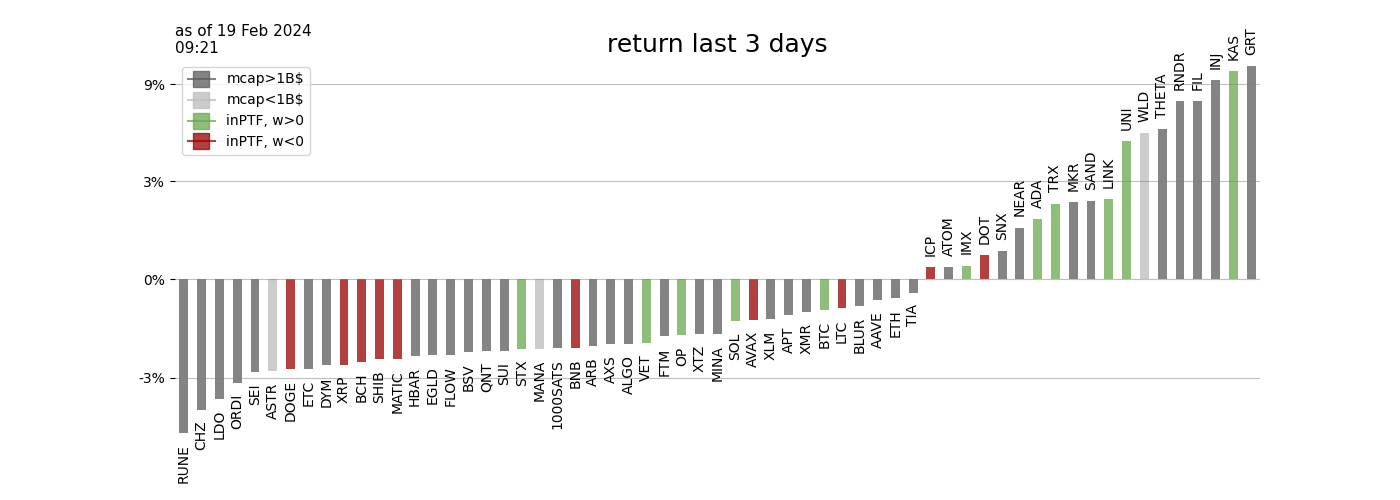 as of 19 Feb 2024
09:21
return last 3 days
mcap>1B$
mcap<1B$
inPTF, w>0
inPTF, w<0
9%
3%
0%
-3%
RUNE
CHZ
LDO
ORDI
SEI
ASTR
DOGE
ETC
DYM
XRP
BCH
SHIB
MATIC
HBAR
EGLD
FLOW
BSV
QNT
SUI
STX
MANA
1000SATS
BNB
ARB
AXS
ALGO
VET
FTM
OP
XTZ
MINA
SOL
AVAX
XLM
APT
XMR
BTC
LTC
BLUR
AAVE
ETH
TIA
ICP
ATOM
IMX
DOT
SNX
NEAR
ADA
TRX
MKR
SAND
LINK
UNI
WLD
THETA
RNDR
FIL
INJ
KAS
GRT